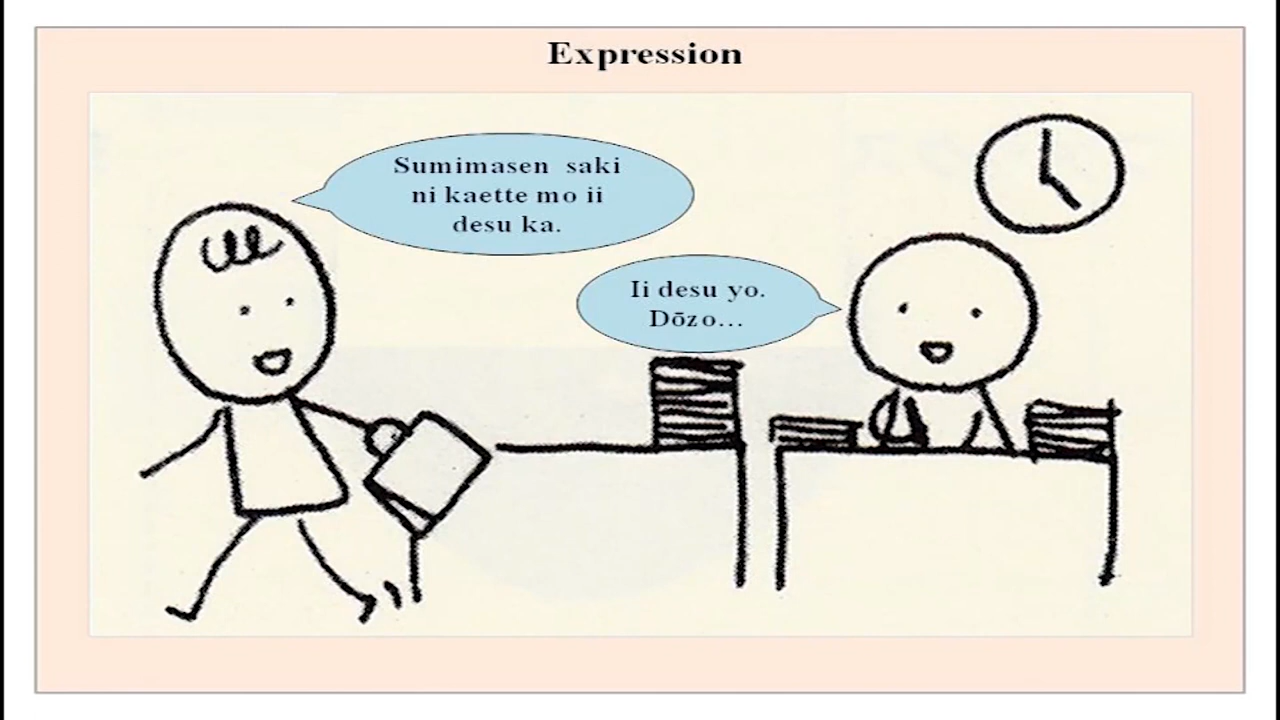 Expression
Sumimasen saki
ni kaette mo ii
desu ka.
Ii desu yo.
Dōzo...